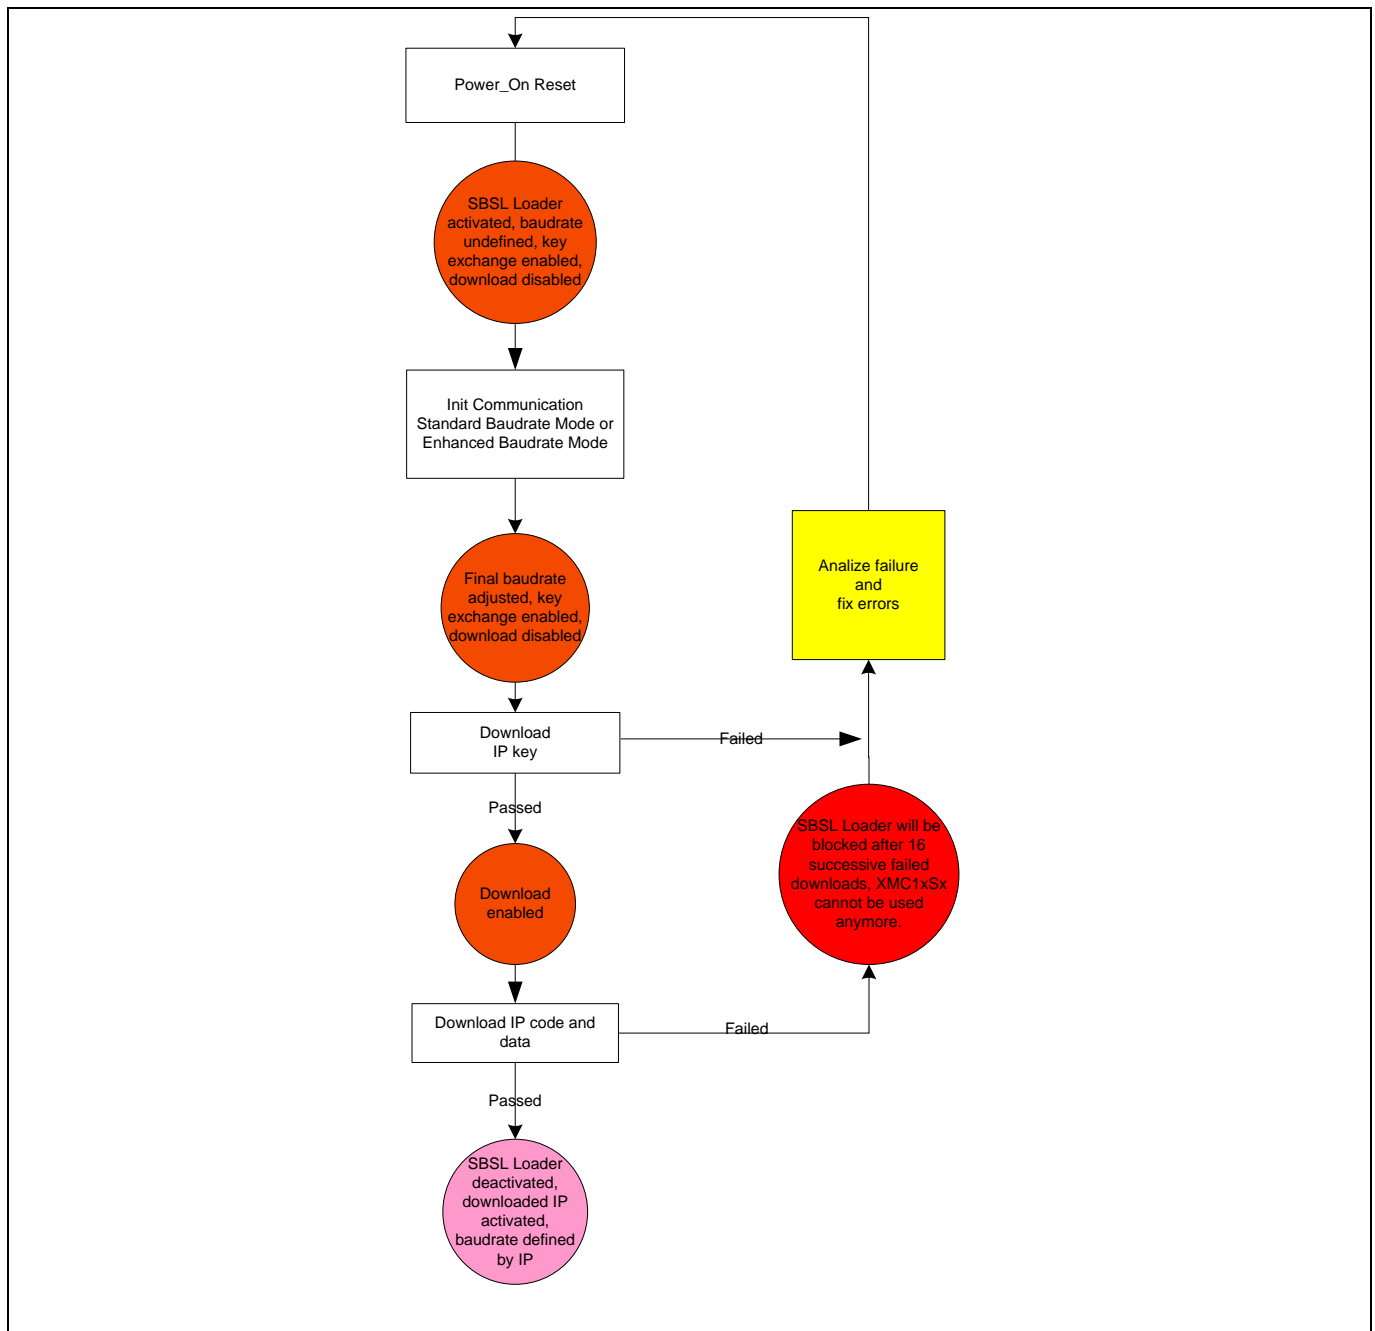 Power_On Reset
SBSL Loader
activated, baudrate
undefined, key
exchange enabled,
download disabled
Init Communication
Standard Baudrate Mode or
Enhanced Baudrate Mode
Final baudrate
adjusted, key
exchange enabled,
download disabled
Analize failure
and
fix errors
Download
IP key
Failed
Passed
SBSL Loader will be
blocked after 16
successive failed
downloads, XMC1xSx
cannot be used
anymore.
Download
enabled
Download IP code and
data
Failed
Passed
SBSL Loader
deactivated,
downloaded IP
activated,
baudrate defined
by IP